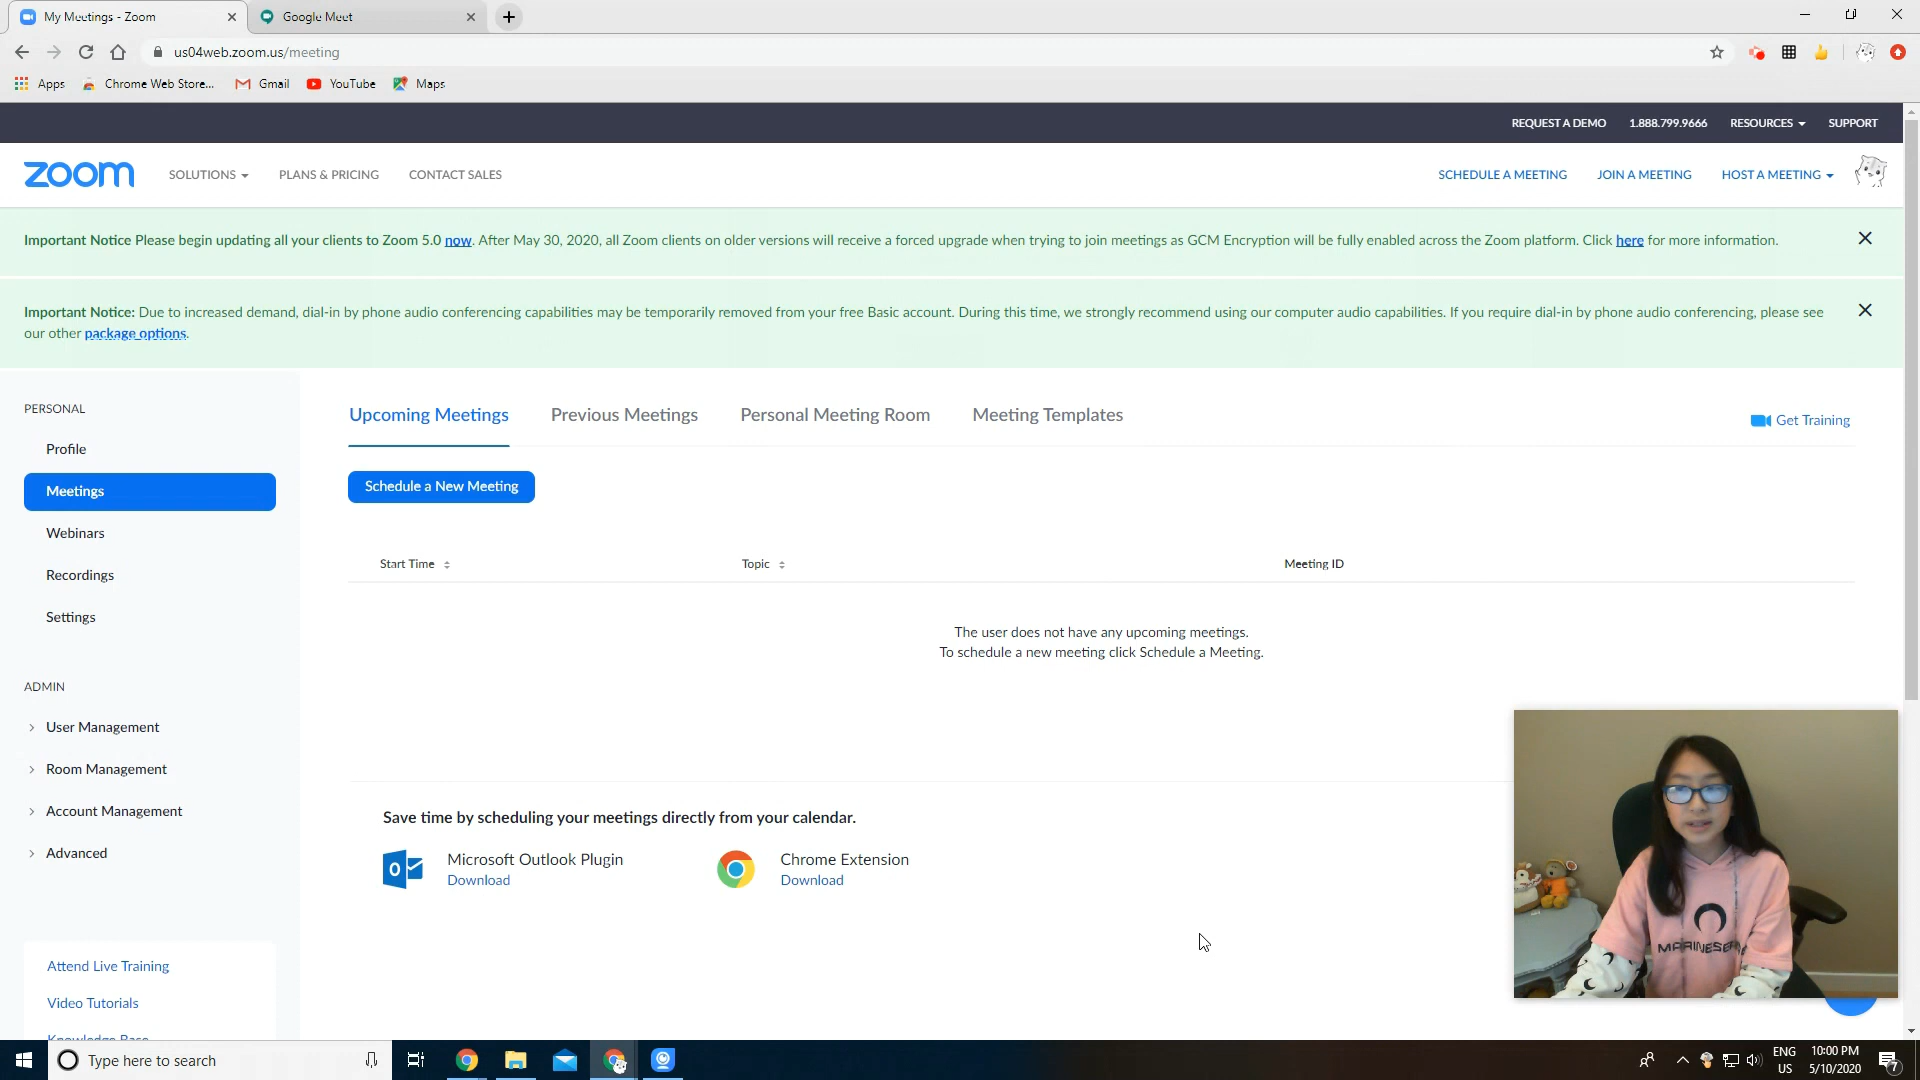 My Meetings - Zoom
Google Meet
us04web.zoom.us/meeting
Apps
Chrome Web Store...
Gmail
YouTube
Maps
REQUEST A DEMO
1.888.799.9666
RESOURCES
SUPPORT
zoom
SOLUTIONS
PLANS & PRICING
CONTACT SALES
SCHEDULE A MEETING
JOIN A MEETING
HOST A MEETING
Important Notice Please begin updating all your clients to Zoom 5.0 now. After May 30, 2020, all Zoom clients on older versions will receive a forced upgrade when trying to join meetings as GCM Encryption will be fully enabled across the Zoom platform. Click here for more information.
Important Notice: Due to increased demand, dial-in by phone audio conferencing capabilities may be temporarily removed from your free Basic account. During this time, we strongly recommend using our computer audio capabilities. If you require dial-in by phone audio conferencing, please see
our other package options.
PERSONAL
Profile
Meetings
Webinars
Recordings
Settings
ADMIN
User Management
Room Management
Account Management
Advanced
Attend Live Training
Video Tutorials
Knowledge Base
Upcoming Meetings
Previous Meetings
Personal Meeting Room
Meeting Templates
Get Training
Schedule a New Meeting
Start Time
Topic
Meeting ID
The user does not have any upcoming meetings.
To schedule a new meeting click Schedule a Meeting.
Save time by scheduling your meetings directly from your calendar.
Microsoft Outlook Plugin
Download
Chrome Extension
Download
Type here to search
ENG
US
10:00 PM
5/10/2020
7